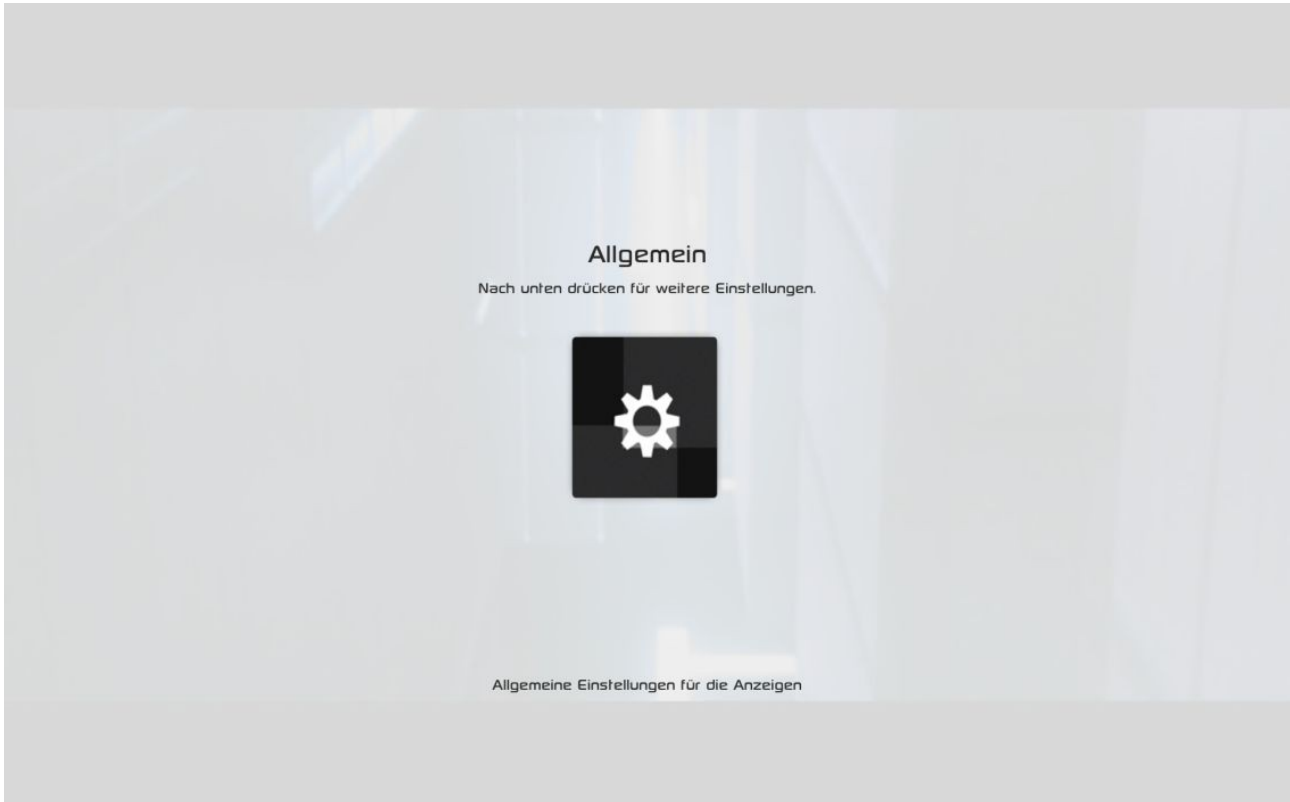 Allgemein
Nach unten drücken für weitere Einstellungen.
Allgemeine Einstellungen für die Anzeigen